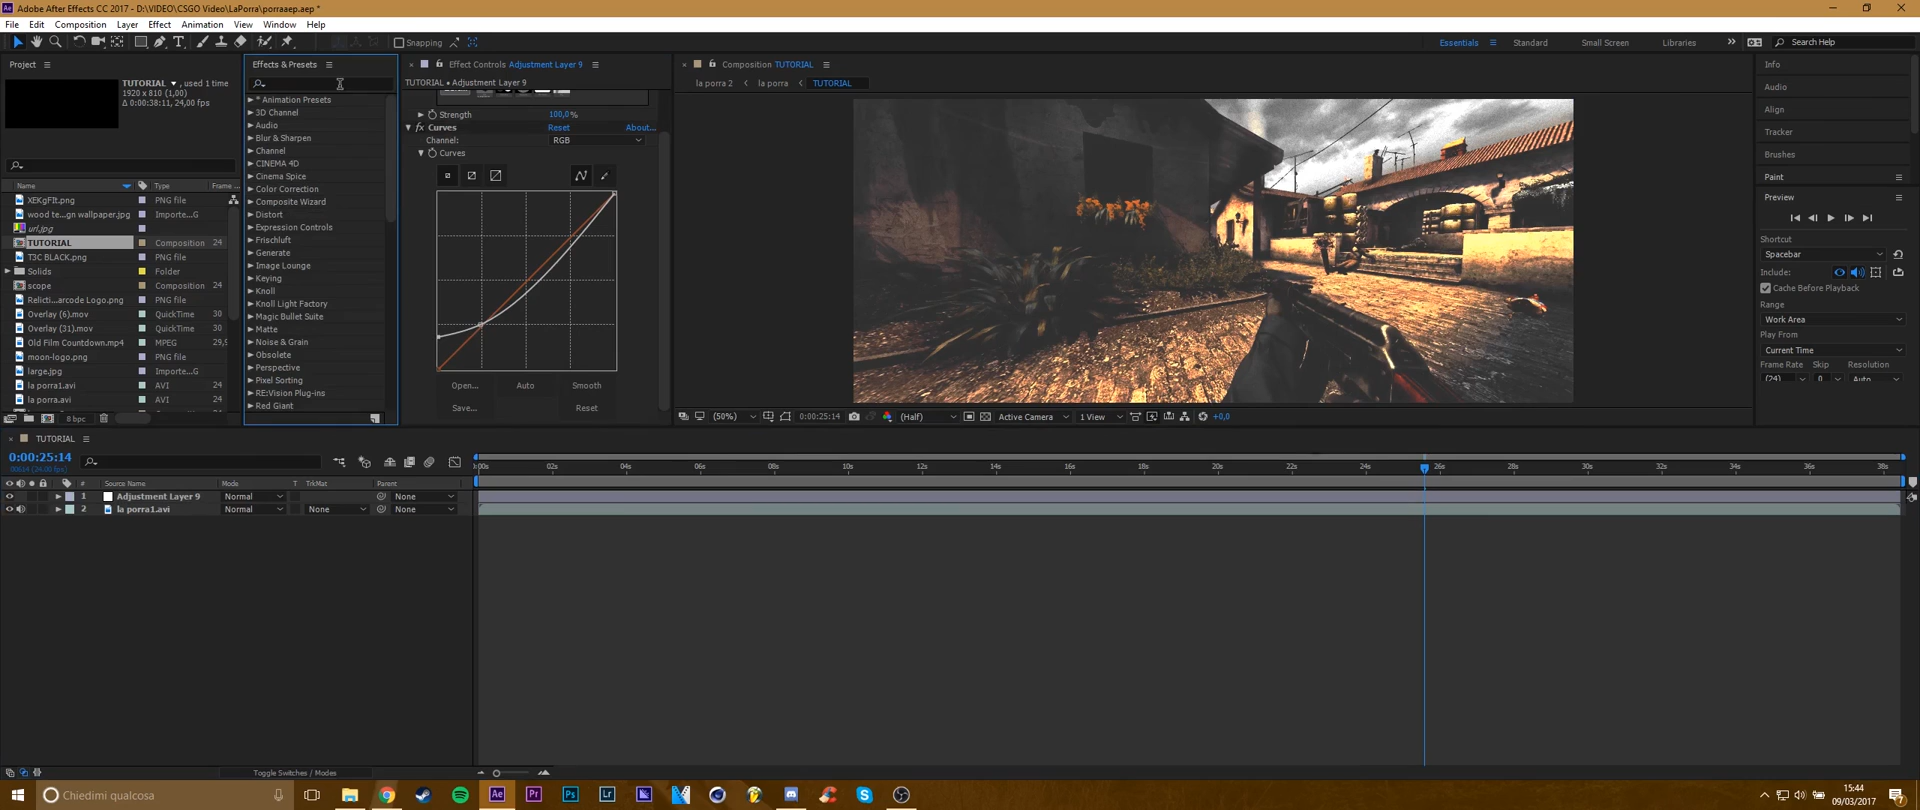 Adobe After Effects CC 2017 - D:\VIDEO\CSGO Video\LaPorra\porraaep.aep *
File Edit Composition Layer Effect Animation View Window Help
Snapping
Essentials Standard Small Screen Libraries Search Help
Project
TUTORIAL , used 1 time
1920 x 810 (1,00)
Δ 0:00:38:11, 24,00 fps
Name Type Frame ...
XEKgFIt.png PNG file
wood te...gn wallpaper.jpg Importe...G
url.jpg
TUTORIAL Composition 24
T3C BLACK.png PNG file
Solids Folder
scope Composition 24
Relicti...arcode Logo.png PNG file
Overlay (6).mov QuickTime 30
Overlay (31).mov QuickTime 30
Old Film Countdown.mp4 MPEG 29,9
moon-logo.png PNG file
large.jpg Importe...G
la porra1.avi AVI 24
la porra.avi AVI 24
8 bpc
Effects & Presets
* Animation Presets
3D Channel
Audio
Blur & Sharpen
Channel
CINEMA 4D
Cinema Spice
Color Correction
Composite Wizard
Distort
Expression Controls
Frischluft
Generate
Image Lounge
Keying
Knoll
Knoll Light Factory
Magic Bullet Suite
Matte
Noise & Grain
Obsolete
Perspective
Pixel Sorting
RE:Vision Plug-ins
Red Giant
Effect Controls Adjustment Layer 9
TUTORIAL • Adjustment Layer 9
Strength 100,0%
fx Curves Reset About...
Channel: RGB
Curves
Open... Auto Smooth
Save... Reset
Composition TUTORIAL
la porra 2 la porra TUTORIAL
(50%) 0:00:25:14 (Half) Active Camera 1 View +0,0
Info
Audio
Align
Tracker
Brushes
Paint
Preview
Shortcut
Spacebar
Include:
Cache Before Playback
Range
Work Area
Play From
Current Time
Frame Rate Skip Resolution
(24) 0 Auto
TUTORIAL
0:00:25:14
00614 (24.00 fps)
:00s 02s 04s 06s 08s 10s 12s 14s 16s 18s 20s 22s 24s 26s 28s 30s 32s 34s 36s 38s
# Source Name Mode T TrkMat Parent
1 Adjustment Layer 9 Normal None
2 la porra1.avi Normal None None
Toggle Switches / Modes
Chiedimi qualcosa
Ae Pr Ps Lr
15:44
09/03/2017
7